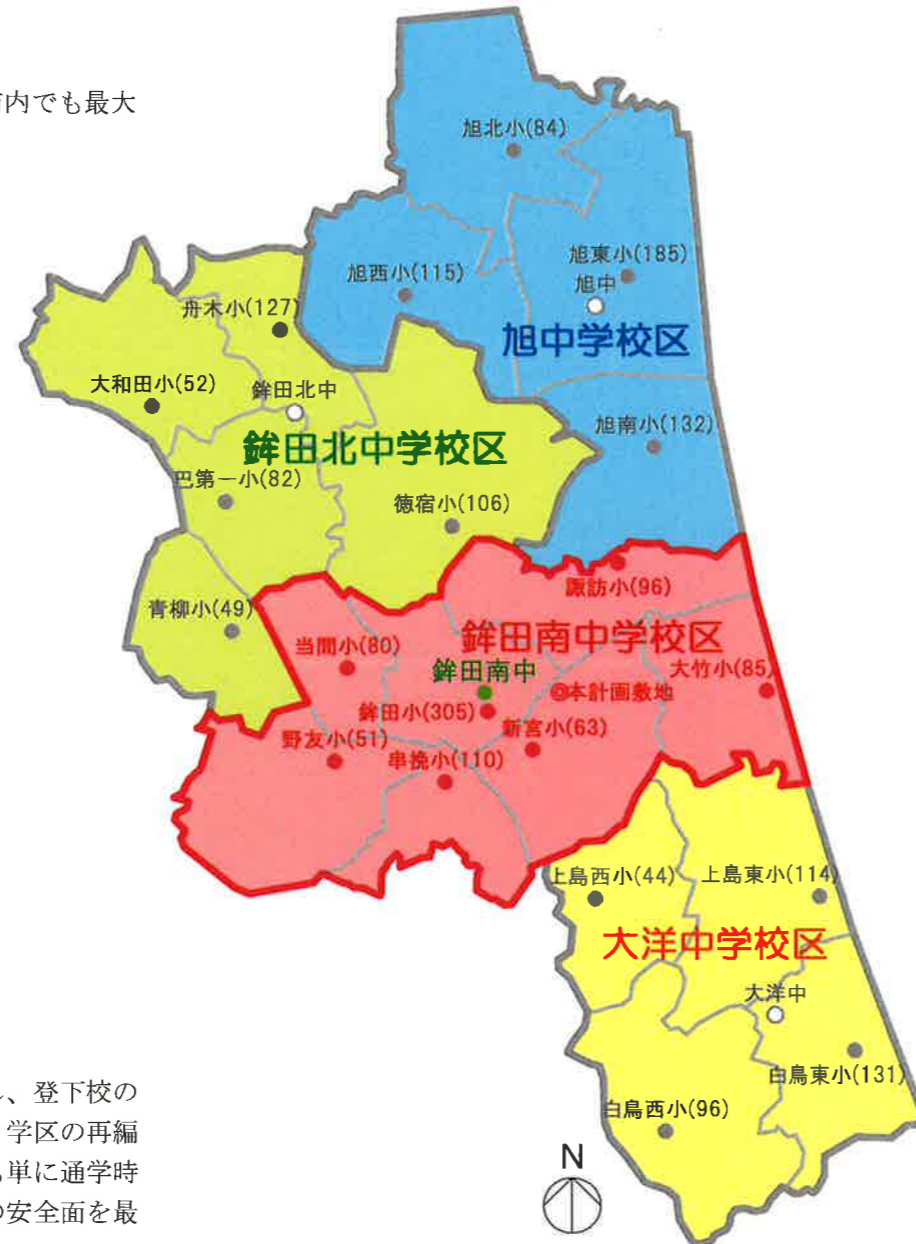 市内でも最大
旭北小(84)
旭東小(185)
旭西小(115)
旭中
舟木小(127)
旭中学校区
大和田小(52)
鉾田北中
旭南小(132)
鉾田北中学校区
巴第一小(82)
徳宿小(106)
諏訪小(96)
青柳小(49)
鉾田南中学校区
当間小(80)
鉾田南中
大竹小(85)
◎本計画敷地
鉾田小(305)
新宮小(63)
野友小(51)
串挽小(110)
上島西小(44)
上島東小(114)
大洋中学校区
大洋中
白鳥東小(131)
、登下校の
白鳥西小(96)
学区の再編
単に通学時
N
の安全面を最